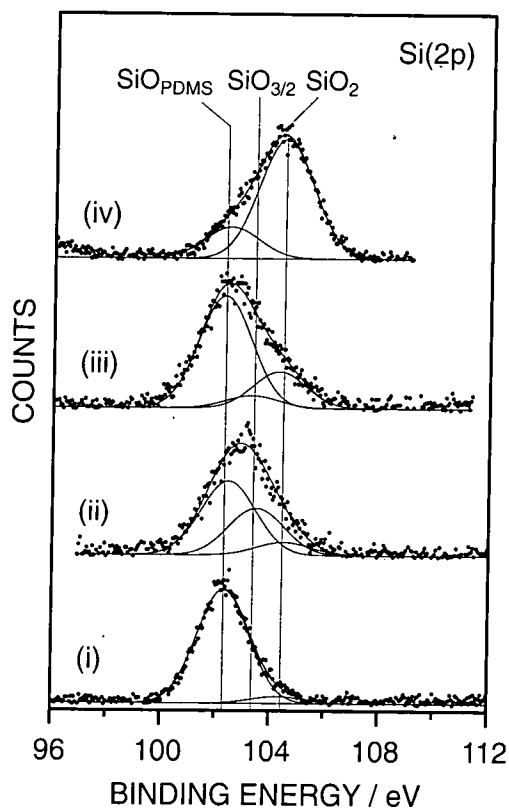 Si(2p)
SiO_PDMS SiO_3/2 SiO_2
(iv)
(iii)
(ii)
(i)
COUNTS
96 100 104 108 112
BINDING ENERGY / eV